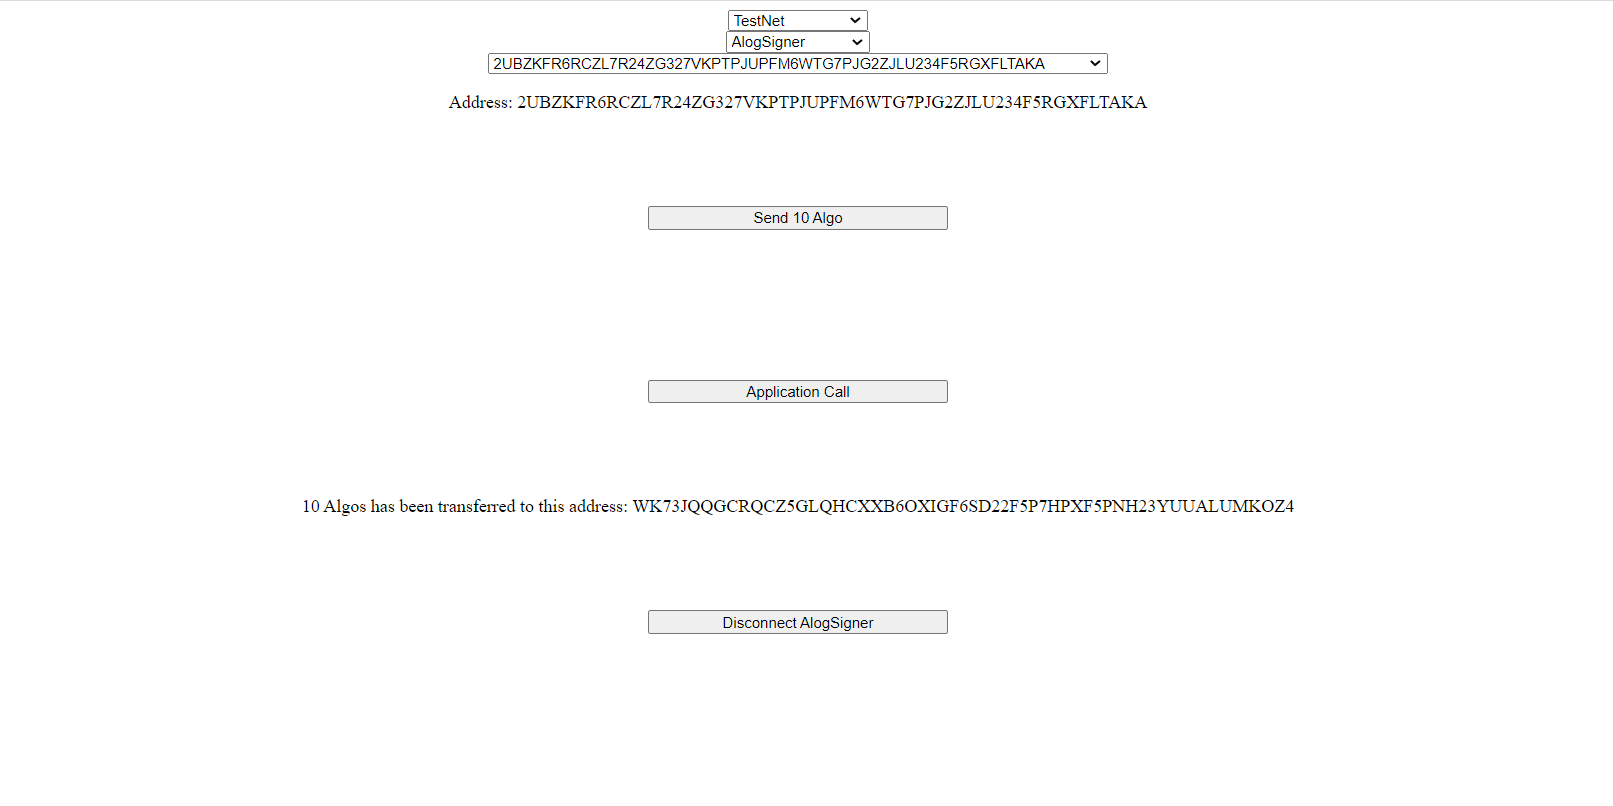 TestNet
AlogSigner
2UBZKFR6RCZL7R24ZG327VKPTPJUPFM6WTG7PJG2ZJLU234F5RGXFLTAKA
Address: 2UBZKFR6RCZL7R24ZG327VKPTPJUPFM6WTG7PJG2ZJLU234F5RGXFLTAKA
Send 10 Algo
Application Call
10 Algos has been transferred to this address: WK73JQQGCRQCZ5GLQHCXXB6OXIGF6SD22F5P7HPXF5PNH23YUUALUMKOZ4
Disconnect AlogSigner